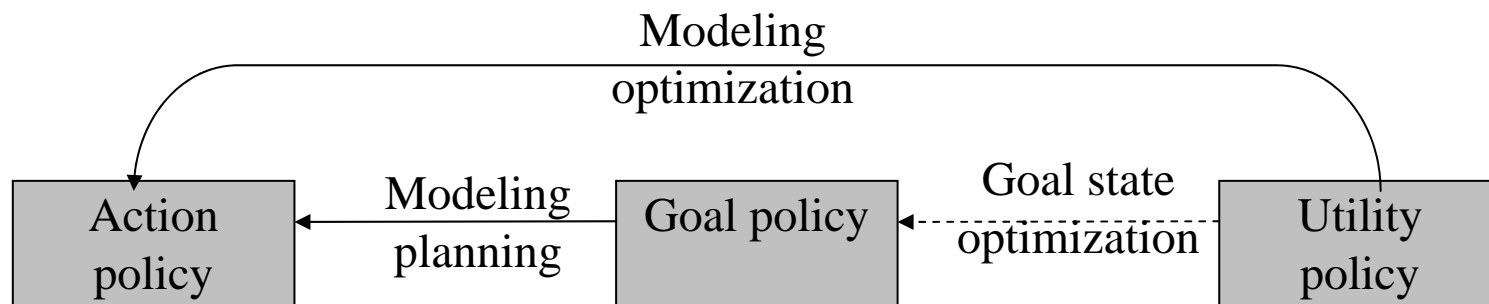 Modeling
optimization
Action
policy
Modeling
planning
Goal policy
Goal state
optimization
Utility
policy